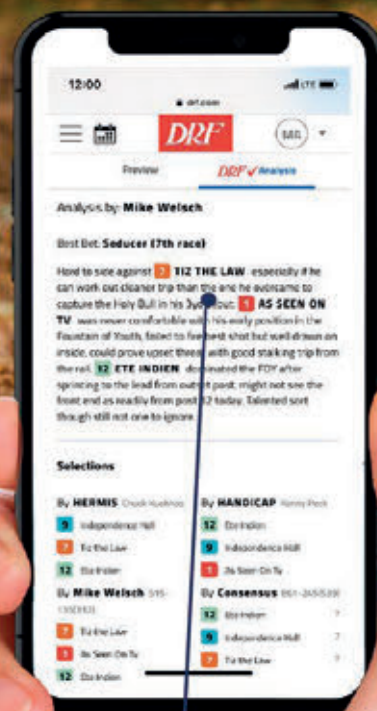 12:00
LTE
drf.com
DRF
Preview
DRF Analysis
Analysis by: Mike Welsch
Best Bet: Seducer (7th race)
Hard to side against 7 TIZ THE LAW especially if he
can work out cleaner trip than the one he overcame to
capture the Holy Bull in his 3yo debut. 1 AS SEEN ON
TV was never comfortable with his early position in the
Fountain of Youth, failed to fire best shot but well drawn on
inside, could prove upset threat with good stalking trip from
the rail. 12 ETE INDIEN dominated the FOY after
sprinting to the lead from outset post, might not see the
front end as readily from post 12 today. Talented sort
though still not one to ignore
Selections
By HERMIS
9 Independence Hall
7 Tiz the Law
12 Ete Indien
By HANDICAP
12 Ete Indien
9 Independence Hall
1 As Seen On Tv
By Mike Welsch
7 Tiz the Law
1 As Seen On Tv
12 Ete Indien
By Consensus
12 Ete Indien 7
9 Independence Hall 7
7 Tiz the Law